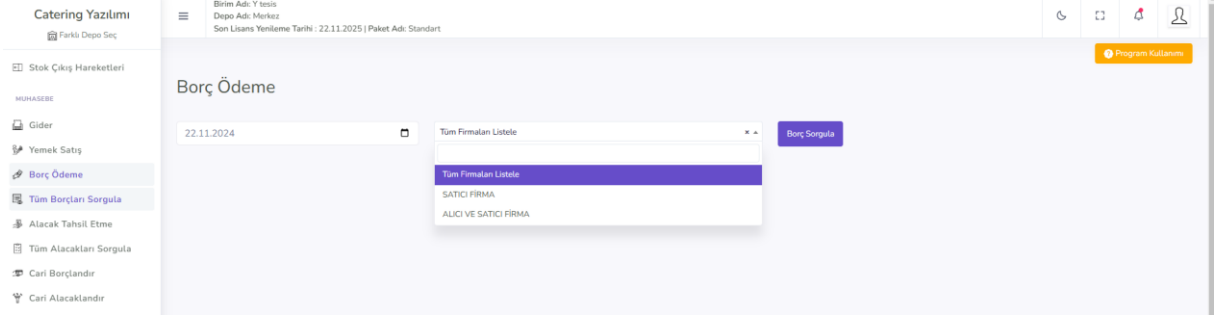 Catering Yazılımı
Farklı Depo Seç
Stok Çıkış Hareketleri
MUHASEBE
Gider
Yemek Satış
Borç Ödeme
Tüm Borçları Sorgula
Alacak Tahsil Etme
Tüm Alacakları Sorgula
Cari Borçlandır
Cari Alacaklandır
Birim Adı: Y tesis
Depo Adı: Merkez
Son Lisans Yenileme Tarihi : 22.11.2025 | Paket Adı: Standart
Program Kullanımı
Borç Ödeme
22.11.2024
Tüm Firmaları Listele
Borç Sorgula
Tüm Firmaları Listele
SATICI FİRMA
ALICI VE SATICI FİRMA